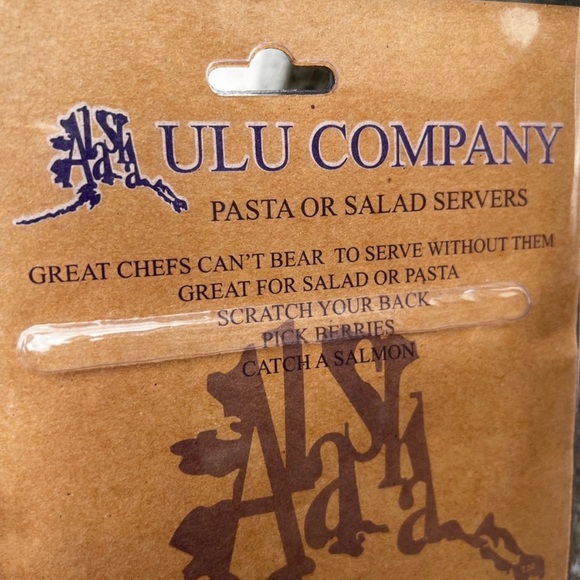 Alaska ULU COMPANY
PASTA OR SALAD SERVERS
GREAT CHEFS CAN'T BEAR TO SERVE WITHOUT THEM
GREAT FOR SALAD OR PASTA
SCRATCH YOUR BACK
PICK BERRIES
CATCH A SALMON
Alaska